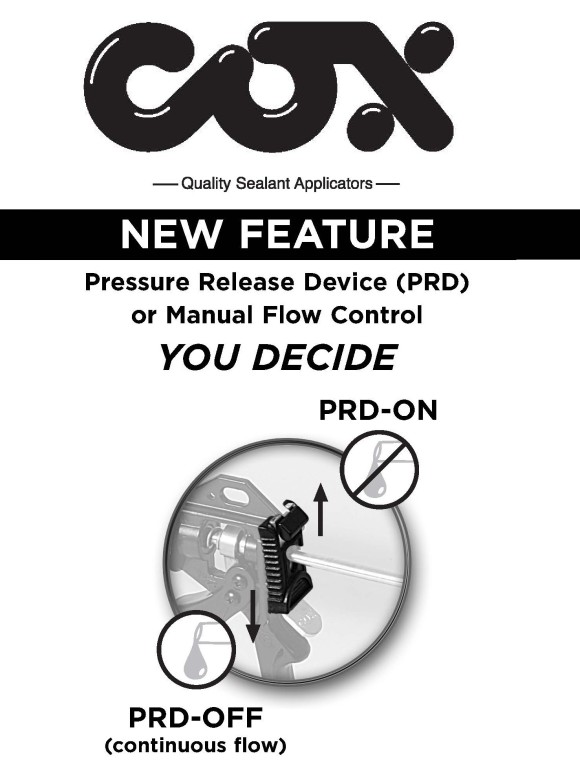 COX
Quality Sealant Applicators
NEW FEATURE
Pressure Release Device (PRD)
or Manual Flow Control
YOU DECIDE
PRD-ON
PRD-OFF
(continuous flow)